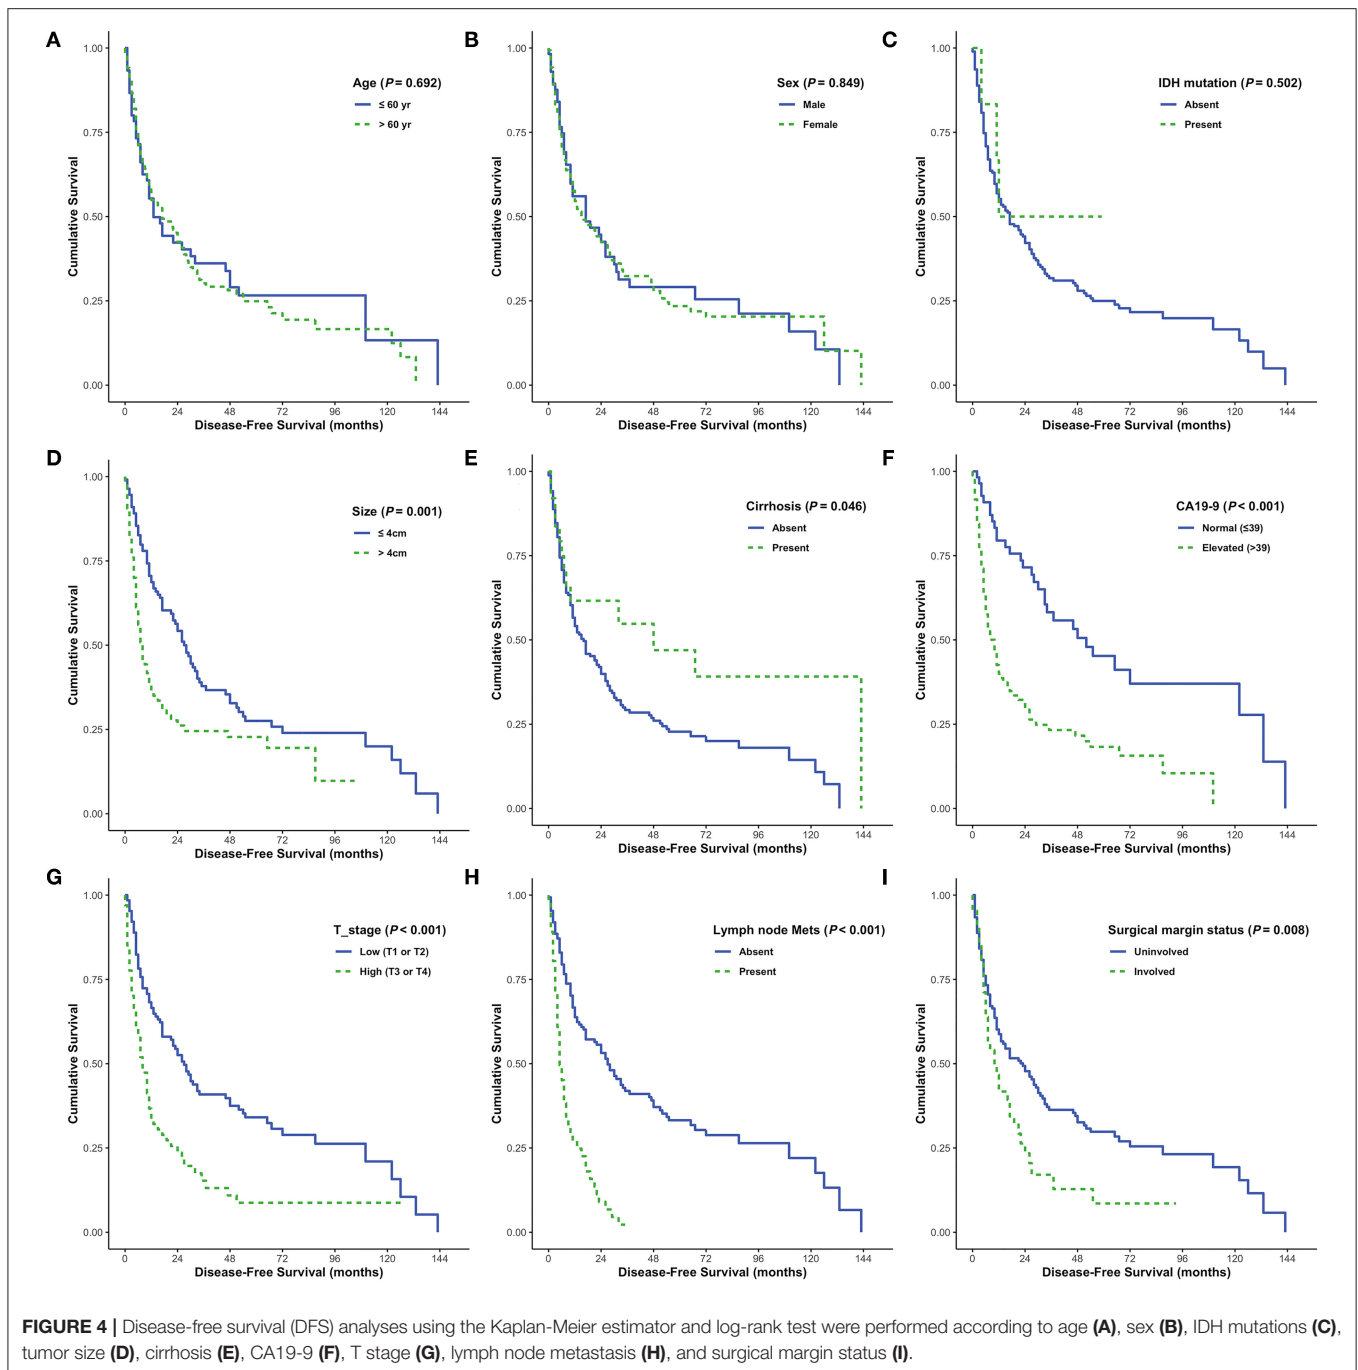 A
Age (P = 0.692)
≤ 60 yr
> 60 yr
Cumulative Survival
1.00
0.75
0.50
0.25
0.00
0 24 48 72 96 120 144
Disease-Free Survival (months)
B
Sex (P = 0.849)
Male
Female
Cumulative Survival
1.00
0.75
0.50
0.25
0.00
0 24 48 72 96 120 144
Disease-Free Survival (months)
C
IDH mutation (P = 0.502)
Absent
Present
Cumulative Survival
1.00
0.75
0.50
0.25
0.00
0 24 48 72 96 120 144
Disease-Free Survival (months)
D
Size (P = 0.001)
≤ 4cm
> 4cm
Cumulative Survival
1.00
0.75
0.50
0.25
0.00
0 24 48 72 96 120 144
Disease-Free Survival (months)
E
Cirrhosis (P = 0.046)
Absent
Present
Cumulative Survival
1.00
0.75
0.50
0.25
0.00
0 24 48 72 96 120 144
Disease-Free Survival (months)
F
CA19-9 (P < 0.001)
Normal (≤39)
Elevated (>39)
Cumulative Survival
1.00
0.75
0.50
0.25
0.00
0 24 48 72 96 120 144
Disease-Free Survival (months)
G
T_stage (P < 0.001)
Low (T1 or T2)
High (T3 or T4)
Cumulative Survival
1.00
0.75
0.50
0.25
0.00
0 24 48 72 96 120 144
Disease-Free Survival (months)
H
Lymph node Mets (P < 0.001)
Absent
Present
Cumulative Survival
1.00
0.75
0.50
0.25
0.00
0 24 48 72 96 120 144
Disease-Free Survival (months)
I
Surgical margin status (P = 0.008)
Uninvolved
Involved
Cumulative Survival
1.00
0.75
0.50
0.25
0.00
0 24 48 72 96 120 144
Disease-Free Survival (months)
FIGURE 4 | Disease-free survival (DFS) analyses using the Kaplan-Meier estimator and log-rank test were performed according to age (A), sex (B), IDH mutations (C),
tumor size (D), cirrhosis (E), CA19-9 (F), T stage (G), lymph node metastasis (H), and surgical margin status (I).